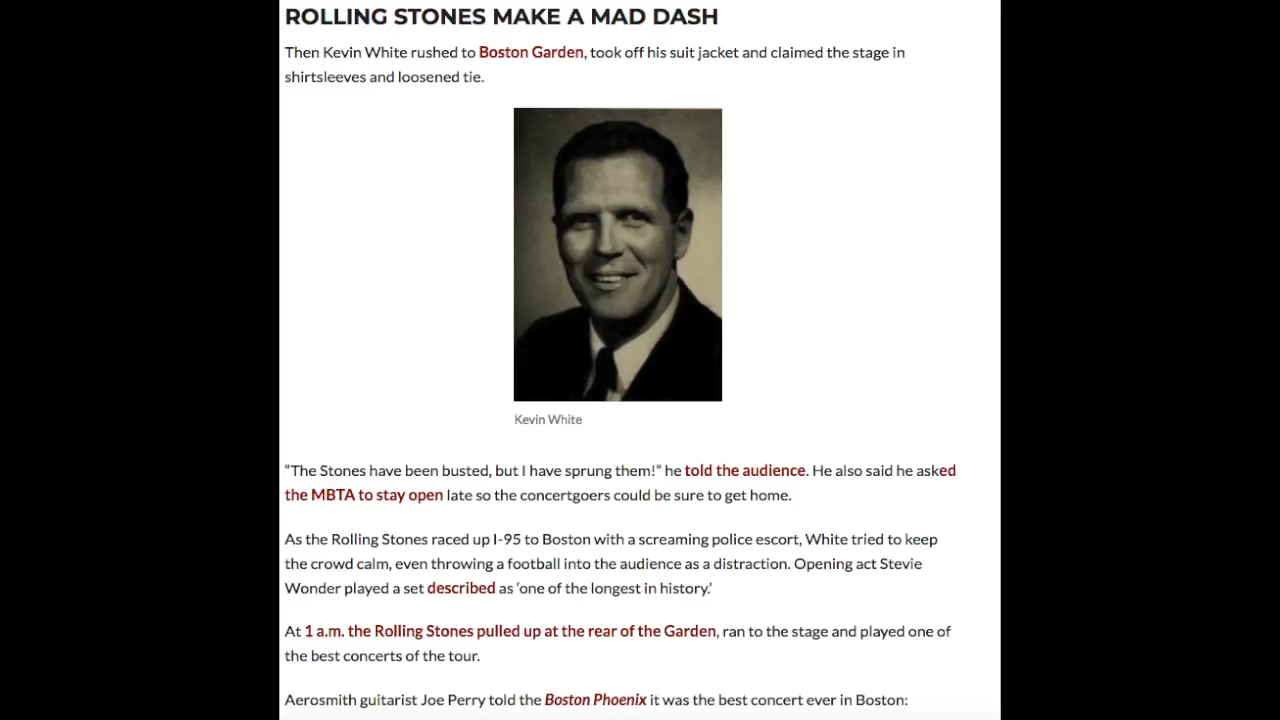 ROLLING STONES MAKE A MAD DASH
Then Kevin White rushed to Boston Garden, took off his suit jacket and claimed the stage in
shirtsleeves and loosened tie.
Kevin White
“The Stones have been busted, but I have sprung them!” he told the audience. He also said he asked
the MBTA to stay open late so the concertgoers could be sure to get home.
As the Rolling Stones raced up I-95 to Boston with a screaming police escort, White tried to keep
the crowd calm, even throwing a football into the audience as a distraction. Opening act Stevie
Wonder played a set described as ‘one of the longest in history.’
At 1 a.m. the Rolling Stones pulled up at the rear of the Garden, ran to the stage and played one of
the best concerts of the tour.
Aerosmith guitarist Joe Perry told the Boston Phoenix it was the best concert ever in Boston: